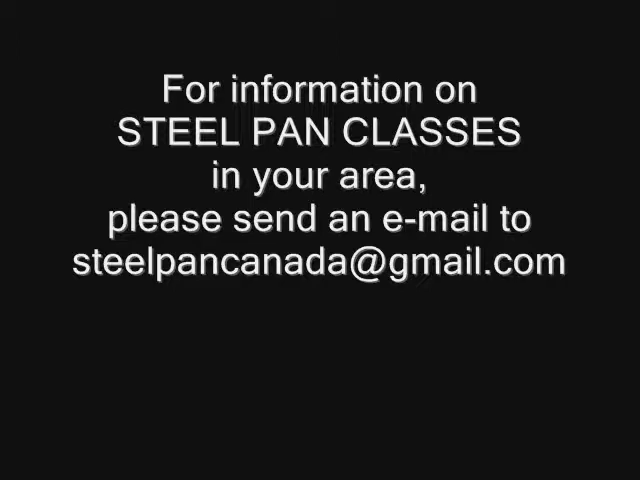 For information on
STEEL PAN CLASSES
in your area,
please send an e-mail to
steelpancanada@gmail.com